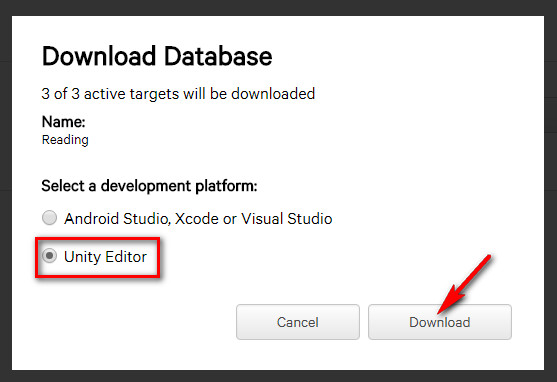 Download Database
3 of 3 active targets will be downloaded
Name:
Reading
Select a development platform:
Android Studio, Xcode or Visual Studio
Unity Editor
Cancel
Download